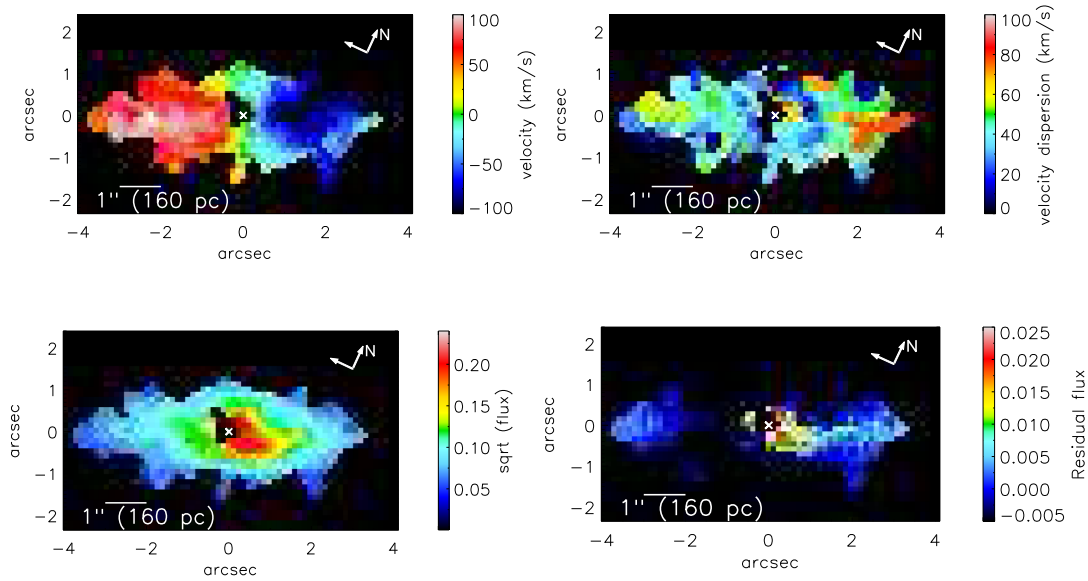 2
1
0
−1
−2
arcsec
N
1" (160 pc)
−4 −2 0 2 4
arcsec
100
50
0
−50
−100
velocity (km/s)
2
1
0
−1
−2
arcsec
N
1" (160 pc)
−4 −2 0 2 4
arcsec
100
80
60
40
20
0
velocity dispersion (km/s)
2
1
0
−1
−2
arcsec
N
1" (160 pc)
−4 −2 0 2 4
arcsec
0.20
0.15
0.10
0.05
sqrt (flux)
2
1
0
−1
−2
arcsec
N
1" (160 pc)
−4 −2 0 2 4
arcsec
0.025
0.020
0.015
0.010
0.005
0.000
−0.005
Residual flux